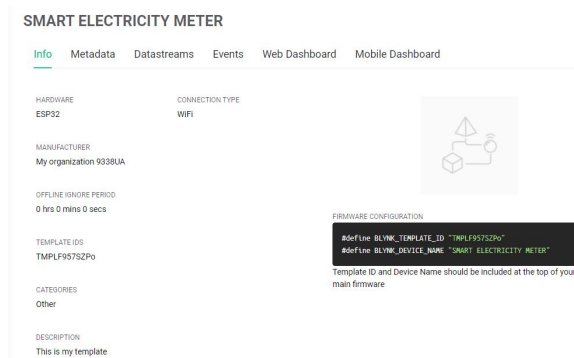 SMART ELECTRICITY METER
Info Metadata Datastreams Events Web Dashboard Mobile Dashboard
HARDWARE
ESP32
CONNECTION TYPE
WiFi
MANUFACTURER
My organization 9338UA
OFFLINE IGNORE PERIOD
0 hrs 0 mins 0 secs
TEMPLATE IDS
TMPLF957SZPo
CATEGORIES
Other
DESCRIPTION
This is my template
FIRMWARE CONFIGURATION
#define BLYNK_TEMPLATE_ID "TMPLF957SZPo"
#define BLYNK_DEVICE_NAME "SMART ELECTRICITY METER"
Template ID and Device Name should be included at the top of your
main firmware